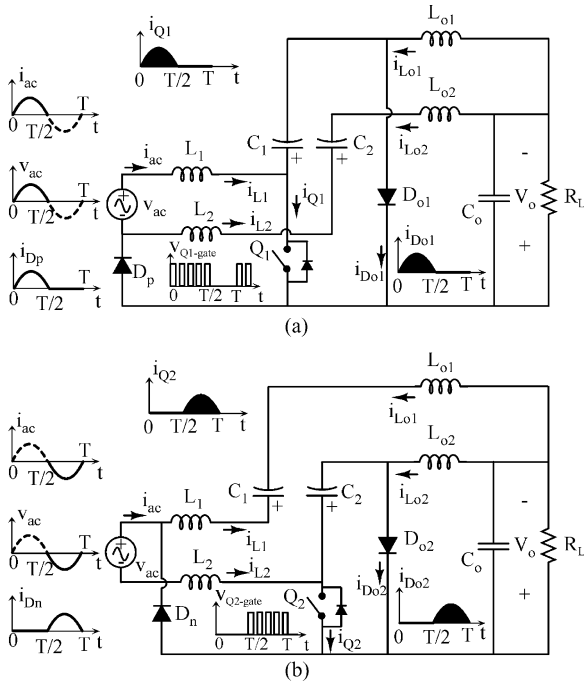 i_Q1
0 T/2 T t
i_ac
T
0 T/2 t
v_ac
T
0 T/2 t
i_Dp
T
0 T/2 t
L_o1
i_Lo1
L_o2
i_Lo2
C_1 +
C_2 +
i_ac
L_1
i_L1
i_Q1
+
v_ac
L_2
i_L2
D_p
V_Q1-gate
0 T/2 T t
Q_1
D_o1
i_Do1
i_Do1
0 T/2 T t
C_o
-
V_o
+
R_L
(a)
i_Q2
0 T/2 T t
i_ac
T
0 T/2 t
v_ac
T
0 T/2 t
i_Dn
0 T/2 T t
L_o1
i_Lo1
L_o2
i_Lo2
C_1 +
C_2 +
i_ac
L_1
i_L1
v_ac
L_2
i_L2
D_n
V_Q2-gate
0 T/2 T t
Q_2
i_Q2
D_o2
i_Do2
i_Do2
0 T/2 T t
C_o
-
V_o
+
R_L
(b)